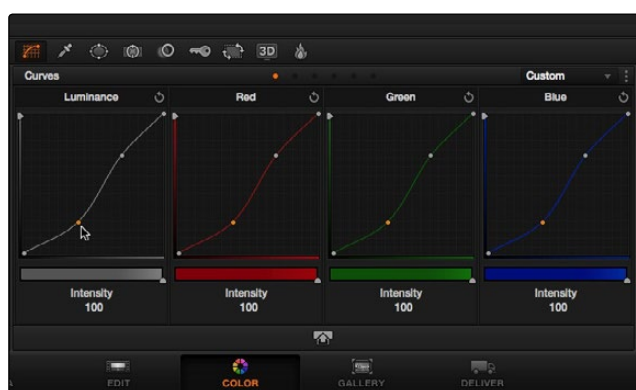 3D
Curves
Custom
Luminance
Red
Green
Blue
Intensity
100
Intensity
100
Intensity
100
Intensity
100
EDIT
COLOR
GALLERY
DELIVER